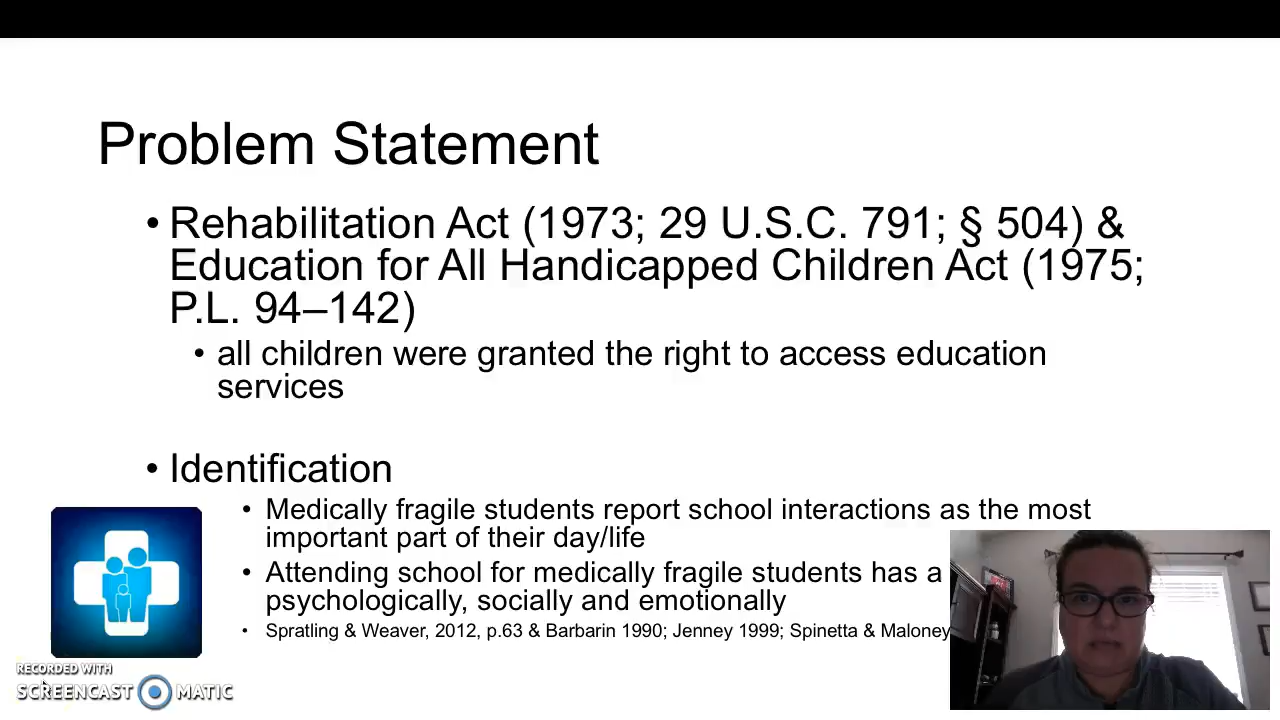 Problem Statement
• Rehabilitation Act (1973; 29 U.S.C. 791; § 504) &
Education for All Handicapped Children Act (1975;
P.L. 94–142)
• all children were granted the right to access education
services
• Identification
• Medically fragile students report school interactions as the most
important part of their day/life
• Attending school for medically fragile students has a
psychologically, socially and emotionally
• Spratling & Weaver, 2012, p.63 & Barbarin 1990; Jenney 1999; Spinetta & Maloney
RECORDED WITH
SCREENCAST MATIC